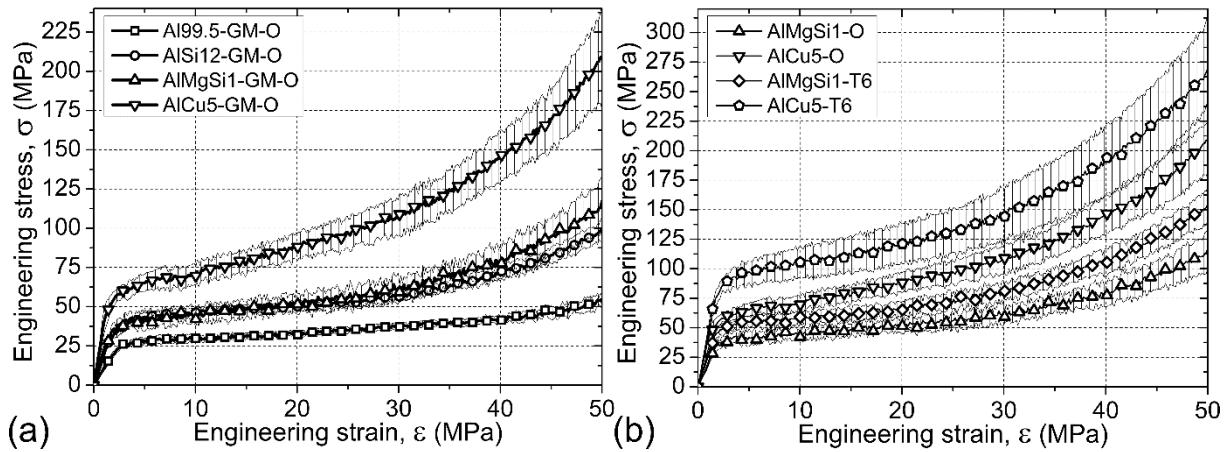 Engineering stress, σ (MPa)
225
200
175
150
125
100
75
50
25
0
Al99.5-GM-O
AlSi12-GM-O
AlMgSi1-GM-O
AlCu5-GM-O
0 10 20 30 40 50
Engineering strain, ε (MPa)
(a)
Engineering stress, σ (MPa)
300
275
250
225
200
175
150
125
100
75
50
25
0
AlMgSi1-O
AlCu5-O
AlMgSi1-T6
AlCu5-T6
0 10 20 30 40 50
Engineering strain, ε (MPa)
(b)